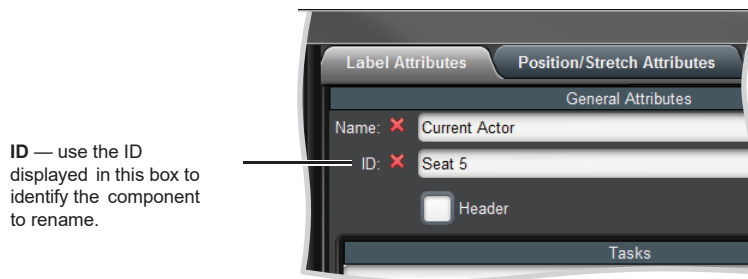 Label Attributes
Position/Stretch Attributes
General Attributes
Name:
Current Actor
ID — use the ID
displayed in this box to
identify the component
to rename.
ID:
Seat 5
Header
Tasks